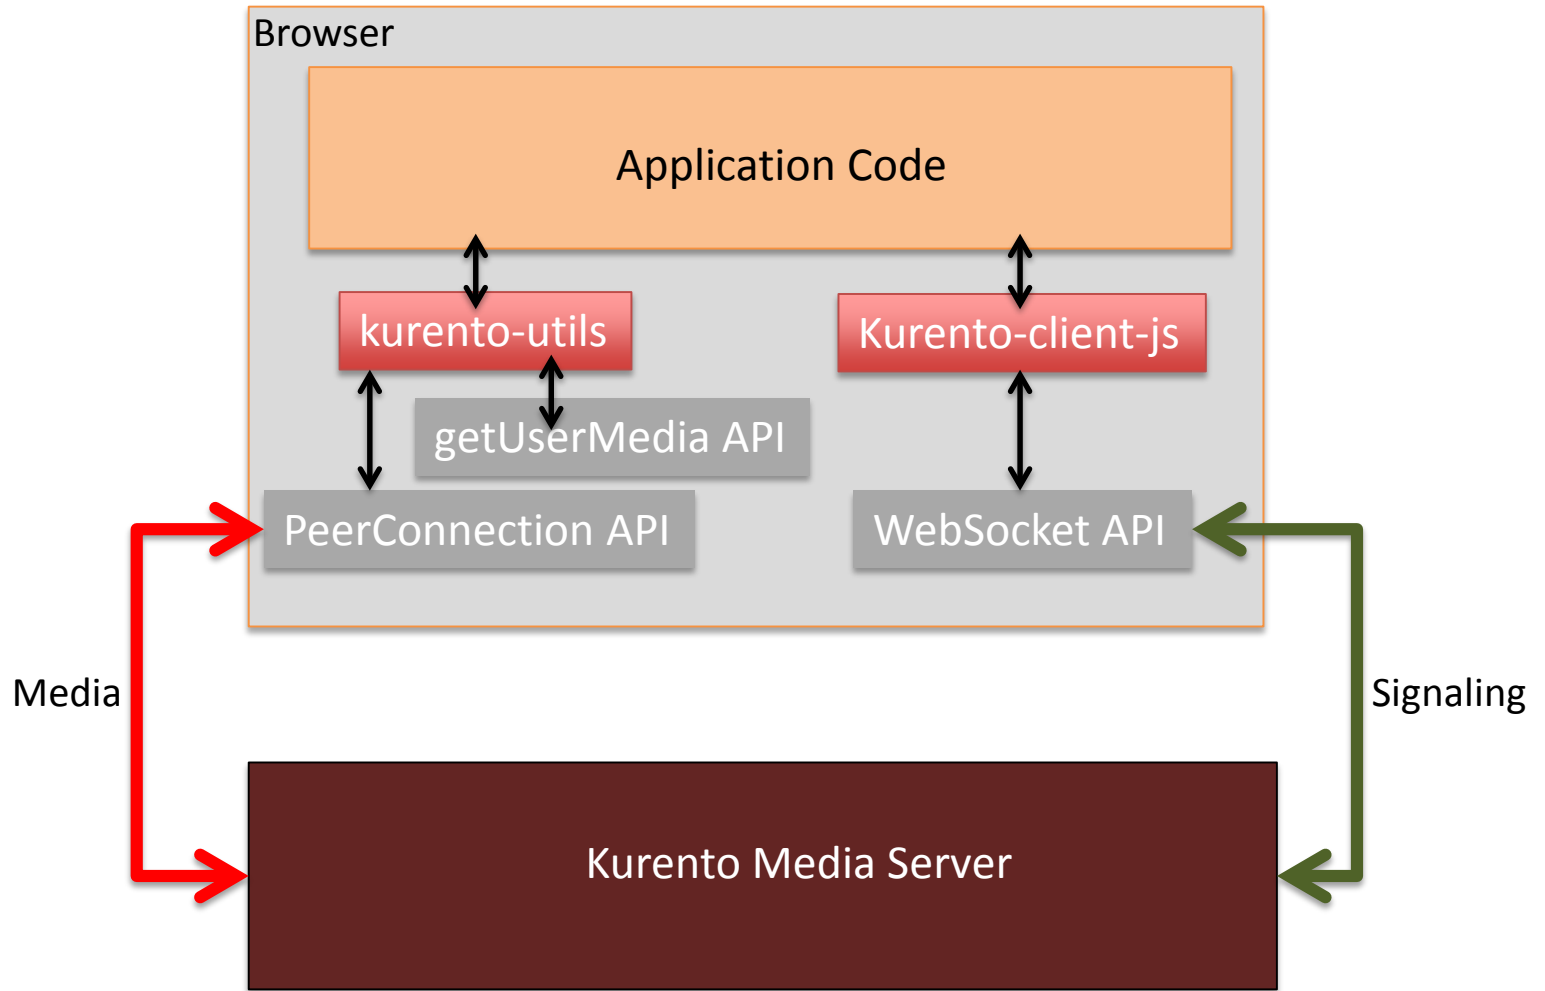 Browser
Application Code
kurento-utils
Kurento-client-js
getUserMedia API
PeerConnection API
WebSocket API
Media
Signaling
Kurento Media Server